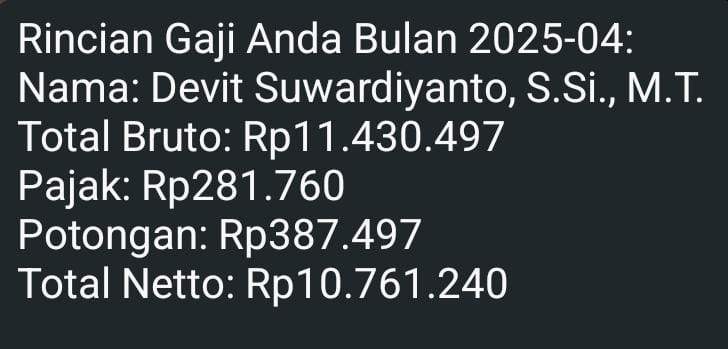 Rincian Gaji Anda Bulan 2025-04:
Nama: Devit Suwardiyanto, S.Si., M.T.
Total Bruto: Rp11.430.497
Pajak: Rp281.760
Potongan: Rp387.497
Total Netto: Rp10.761.240